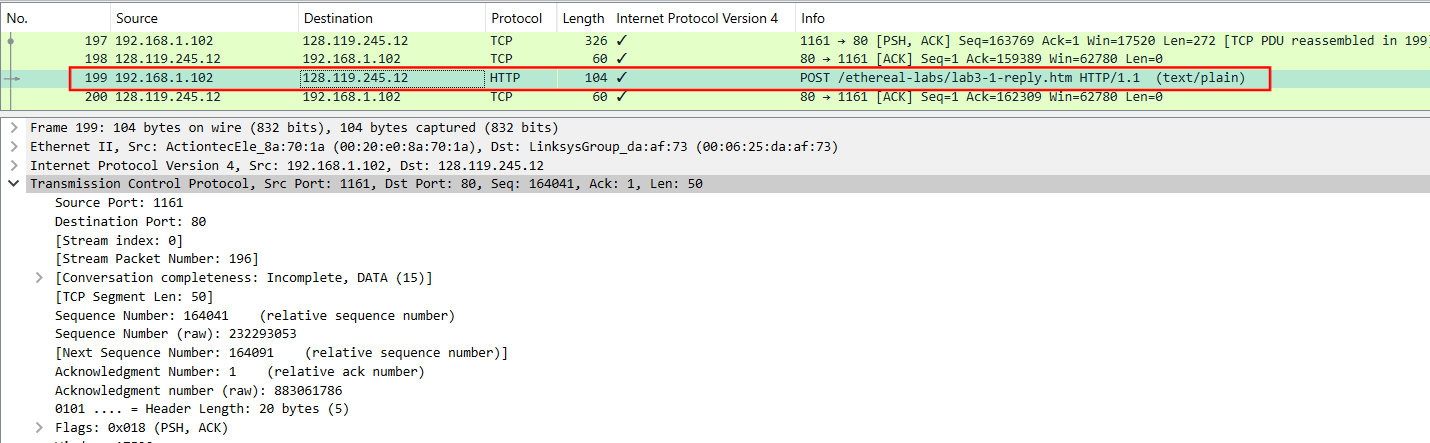 No. Source Destination Protocol Length Internet Protocol Version 4 Info
197 192.168.1.102 128.119.245.12 TCP 326 ✓ 1161 → 80 [PSH, ACK] Seq=163769 Ack=1 Win=17520 Len=272 [TCP PDU reassembled in 199]
198 128.119.245.12 192.168.1.102 TCP 60 ✓ 80 → 1161 [ACK] Seq=1 Ack=159389 Win=62780 Len=0
199 192.168.1.102 128.119.245.12 HTTP 104 ✓ POST /ethereal-labs/lab3-1-reply.htm HTTP/1.1  (text/plain)
200 128.119.245.12 192.168.1.102 TCP 60 ✓ 80 → 1161 [ACK] Seq=1 Ack=162309 Win=62780 Len=0
Frame 199: 104 bytes on wire (832 bits), 104 bytes captured (832 bits)
Ethernet II, Src: ActiontecEle_8a:70:1a (00:20:e0:8a:70:1a), Dst: LinksysGroup_da:af:73 (00:06:25:da:af:73)
Internet Protocol Version 4, Src: 192.168.1.102, Dst: 128.119.245.12
Transmission Control Protocol, Src Port: 1161, Dst Port: 80, Seq: 164041, Ack: 1, Len: 50
Source Port: 1161
Destination Port: 80
[Stream index: 0]
[Stream Packet Number: 196]
[Conversation completeness: Incomplete, DATA (15)]
[TCP Segment Len: 50]
Sequence Number: 164041    (relative sequence number)
Sequence Number (raw): 232293053
[Next Sequence Number: 164091    (relative sequence number)]
Acknowledgment Number: 1    (relative ack number)
Acknowledgment number (raw): 883061786
0101 .... = Header Length: 20 bytes (5)
Flags: 0x018 (PSH, ACK)